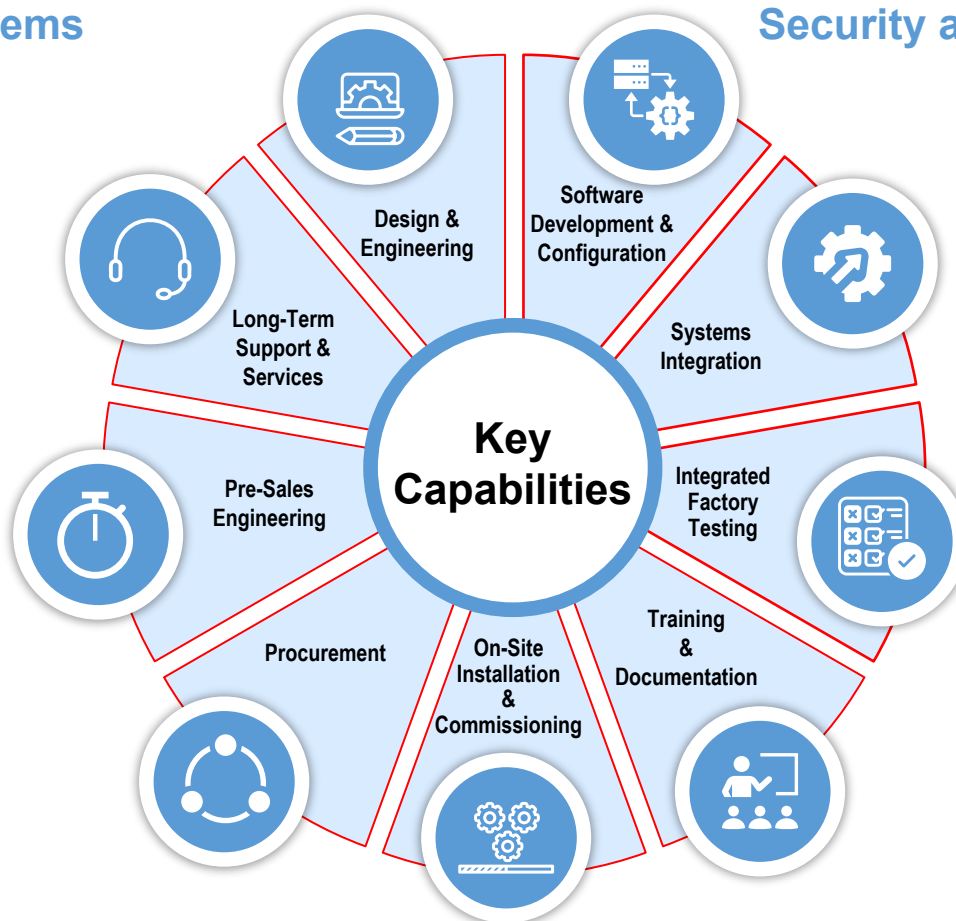 ems
Security a
Design &
Engineering
Software
Development &
Configuration
Systems
Integration
Integrated
Factory
Testing
Training
&
Documentation
On-Site
Installation
&
Commissioning
Procurement
Pre-Sales
Engineering
Long-Term
Support &
Services
Key
Capabilities